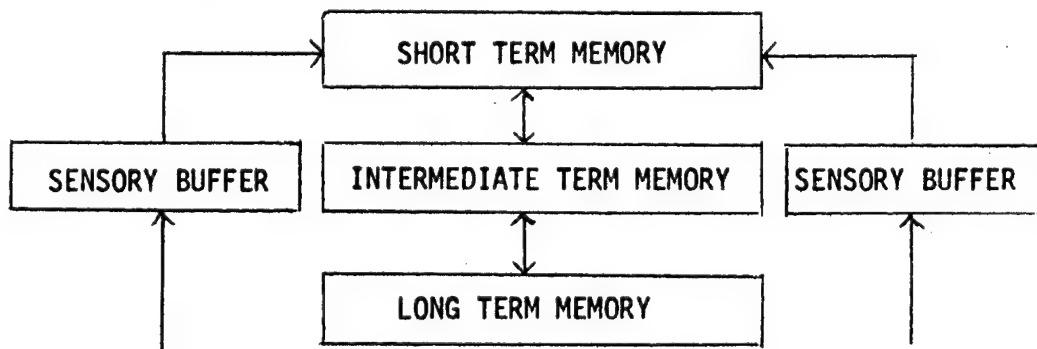 SHORT TERM MEMORY
SENSORY BUFFER
INTERMEDIATE TERM MEMORY
SENSORY BUFFER
LONG TERM MEMORY